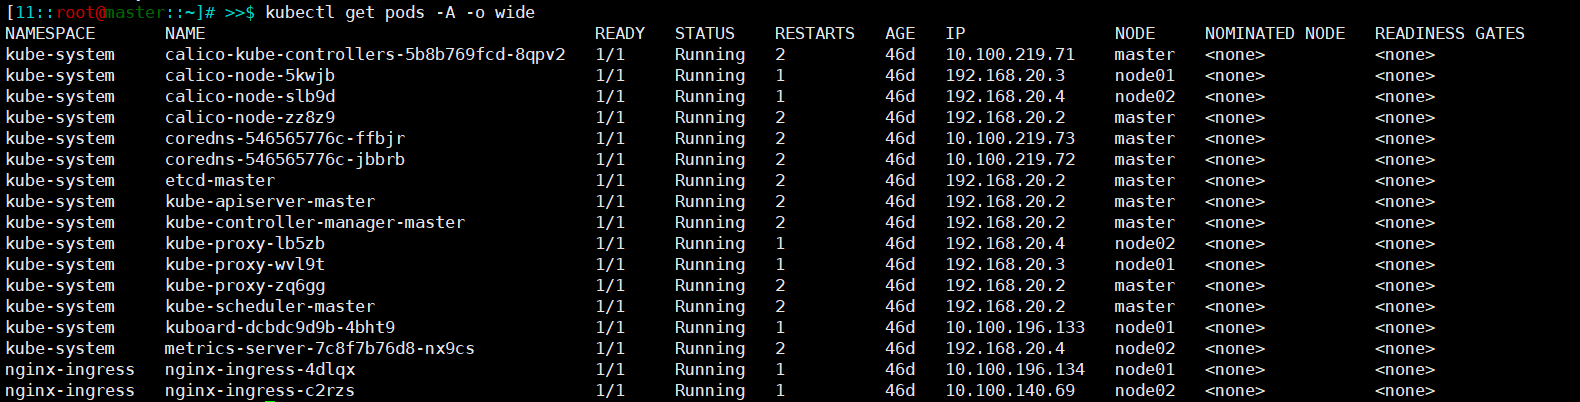 [11::root@master::~]# >>$ kubectl get pods -A -o wide
NAMESPACE NAME READY STATUS RESTARTS AGE IP NODE NOMINATED NODE READINESS GATES
kube-system calico-kube-controllers-5b8b769fcd-8qpv2 1/1 Running 2 46d 10.100.219.71 master <none> <none>
kube-system calico-node-5kwjb 1/1 Running 1 46d 192.168.20.3 node01 <none> <none>
kube-system calico-node-slb9d 1/1 Running 1 46d 192.168.20.4 node02 <none> <none>
kube-system calico-node-zz8z9 1/1 Running 2 46d 192.168.20.2 master <none> <none>
kube-system coredns-546565776c-ffbjr 1/1 Running 2 46d 10.100.219.73 master <none> <none>
kube-system coredns-546565776c-jbbrb 1/1 Running 2 46d 10.100.219.72 master <none> <none>
kube-system etcd-master 1/1 Running 2 46d 192.168.20.2 master <none> <none>
kube-system kube-apiserver-master 1/1 Running 2 46d 192.168.20.2 master <none> <none>
kube-system kube-controller-manager-master 1/1 Running 2 46d 192.168.20.2 master <none> <none>
kube-system kube-proxy-lb5zb 1/1 Running 1 46d 192.168.20.4 node02 <none> <none>
kube-system kube-proxy-wvl9t 1/1 Running 1 46d 192.168.20.3 node01 <none> <none>
kube-system kube-proxy-zq6gg 1/1 Running 2 46d 192.168.20.2 master <none> <none>
kube-system kube-scheduler-master 1/1 Running 2 46d 192.168.20.2 master <none> <none>
kube-system kuboard-dcbdc9d9b-4bht9 1/1 Running 1 46d 10.100.196.133 node01 <none> <none>
kube-system metrics-server-7c8f7b76d8-nx9cs 1/1 Running 2 46d 192.168.20.4 node02 <none> <none>
nginx-ingress nginx-ingress-4dlqx 1/1 Running 1 46d 10.100.196.134 node01 <none> <none>
nginx-ingress nginx-ingress-c2rzs 1/1 Running 1 46d 10.100.140.69 node02 <none> <none>